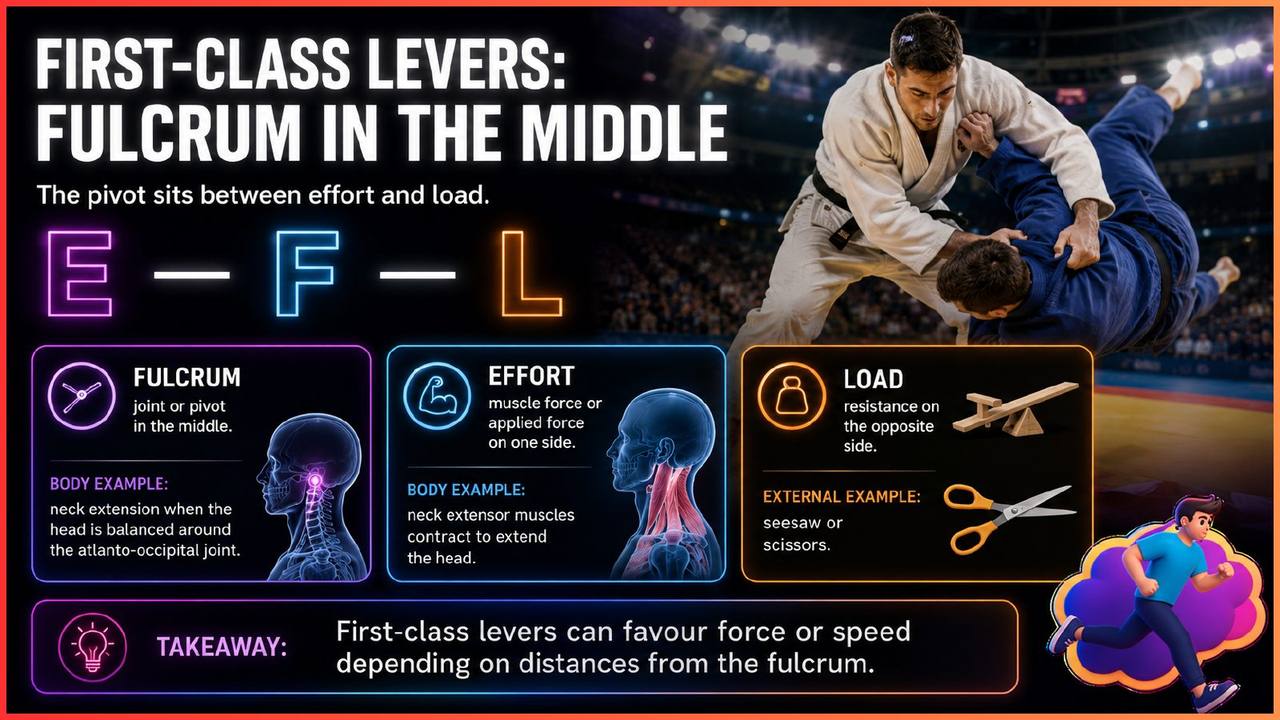 FIRST-CLASS LEVERS:
FULCRUM IN THE MIDDLE
The pivot sits between effort and load.
E — F — L
FULCRUM
joint or pivot
in the middle.
BODY EXAMPLE:
neck extension when the
head is balanced around
the atlanto-occipital joint.
EFFORT
muscle force or
applied force
on one side.
BODY EXAMPLE:
neck extensor muscles
contract to extend
the head.
LOAD
resistance on
the opposite
side.
EXTERNAL EXAMPLE:
seesaw or
scissors.
TAKEAWAY:
First-class levers can favour force or speed
depending on distances from the fulcrum.